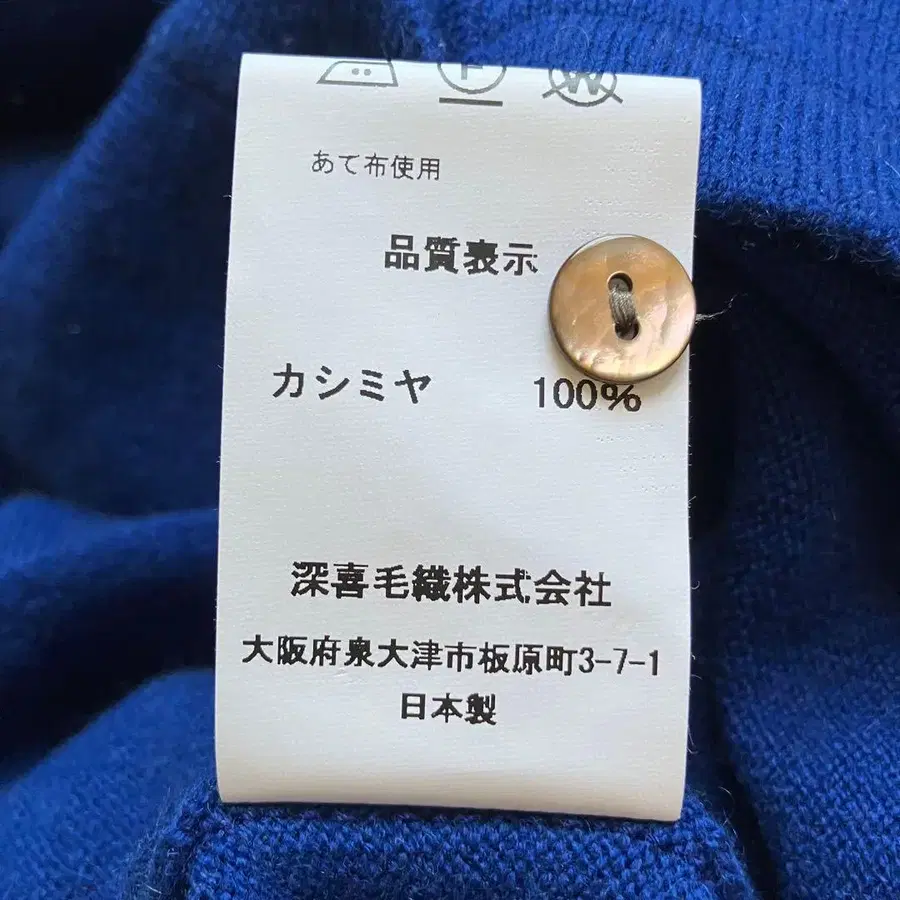 あて布使用
品質表示
カシミヤ 100%
深喜毛織株式会社
大阪府泉大津市板原町3-7-1
日本製